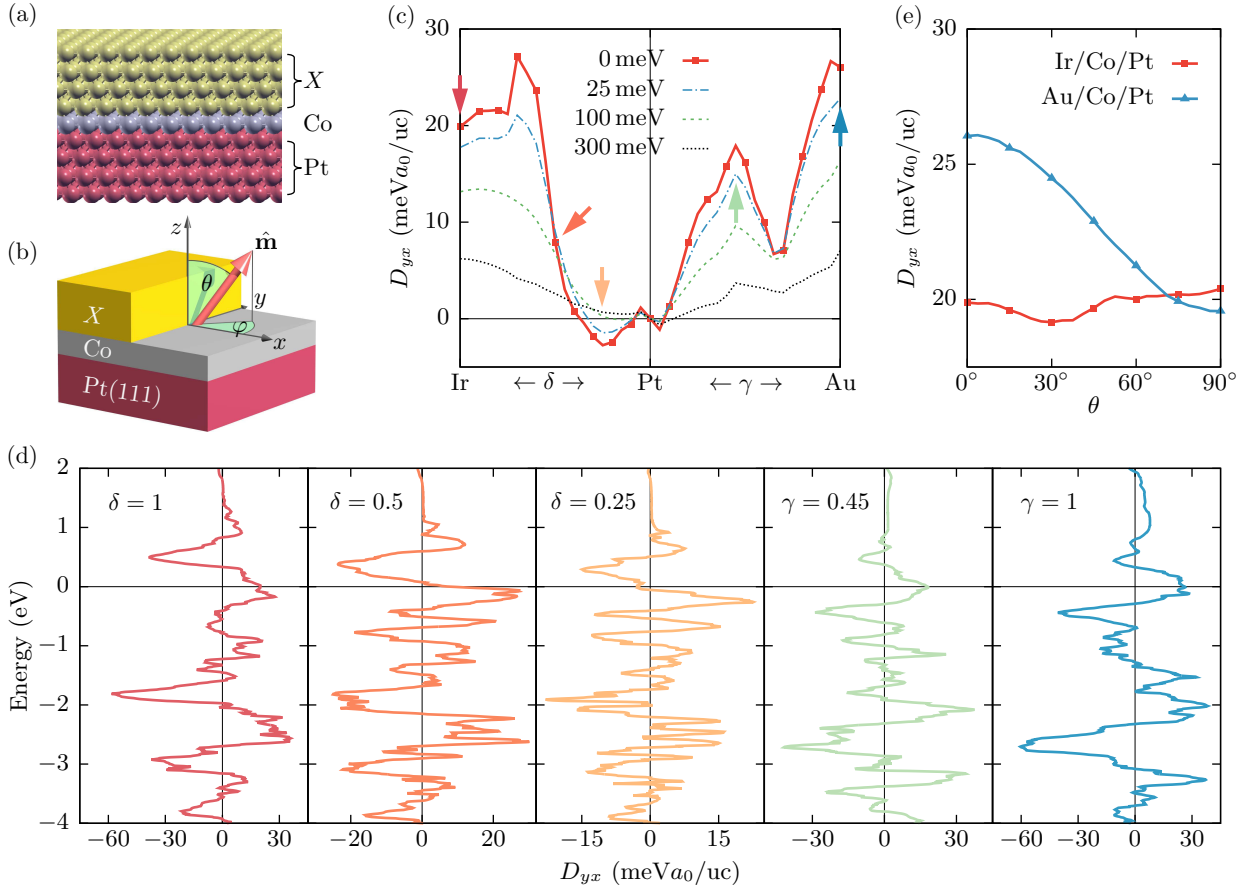 (a)
X
Co
Pt
(b)
z
m̂
θ
y
φ
x
X
Co
Pt(111)
(c)
D_yx (meVa₀/uc)
30
20
10
0
0 meV
25 meV
100 meV
300 meV
Ir
← δ →
Pt
← γ →
Au
(e)
D_yx (meVa₀/uc)
30
26
20
Ir/Co/Pt
Au/Co/Pt
0° 30° 60° 90°
θ
(d)
Energy (eV)
2
1
0
−1
−2
−3
−4
δ = 1
δ = 0.5
δ = 0.25
γ = 0.45
γ = 1
−60 −30 0 30
−20 0 20
−15 0 15
−30 0 30
−60 −30 0 30
D_yx (meVa₀/uc)